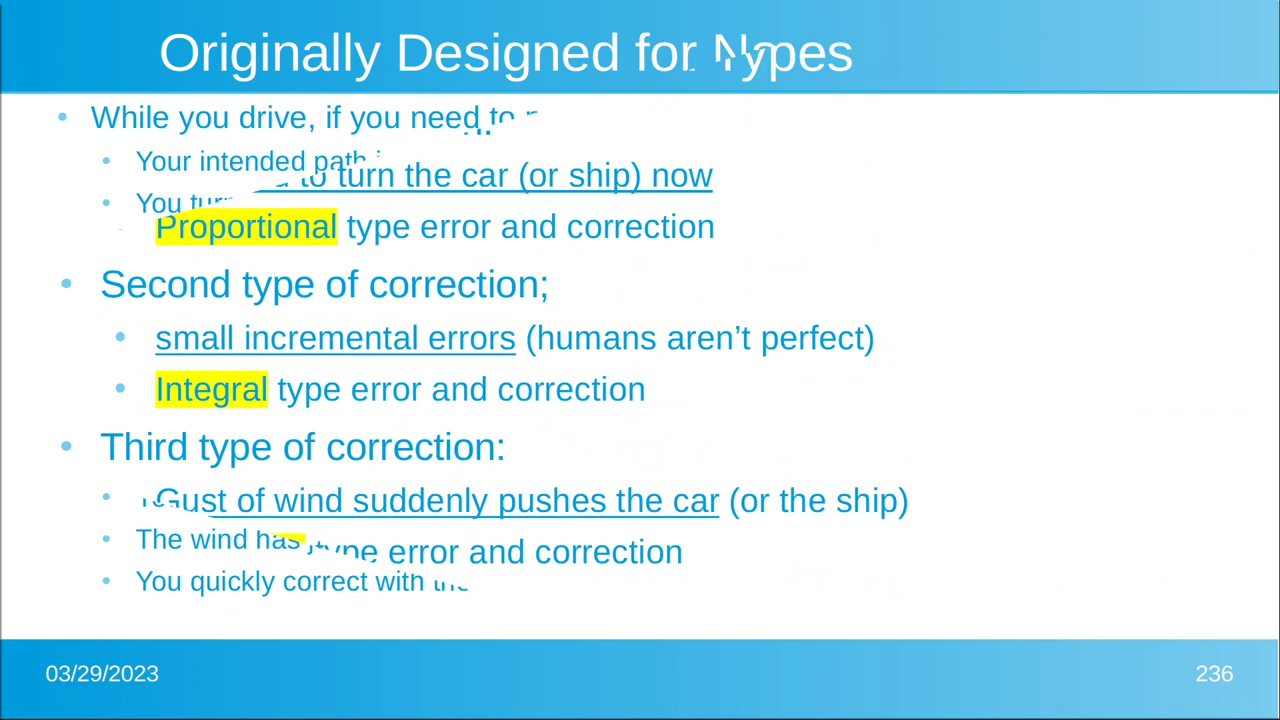 Originally Designed for
• While you drive, if you need to
• Your intended path
to turn the car (or ship) now
• You
Proportional type error and correction
• Second type of correction;
• small incremental errors (humans aren’t perfect)
• Integral type error and correction
• Third type of correction:
• Gust of wind suddenly pushes the car (or the ship)
• The wind has
type error and correction
• You quickly correct with the
03/29/2023
236